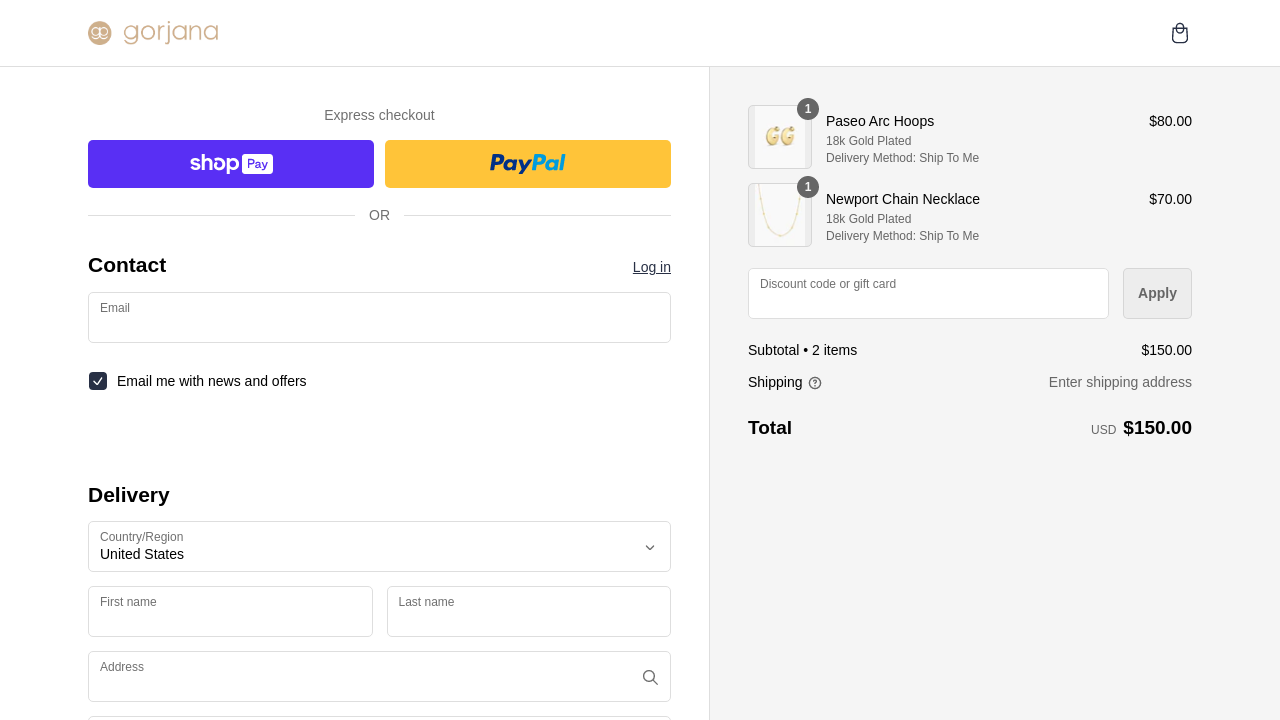 gorjana
Express checkout
shop Pay
PayPal
OR
Contact
Log in
Email
Email me with news and offers
Delivery
Country/Region
United States
First name
Last name
Address
1
Paseo Arc Hoops
$80.00
18k Gold Plated
Delivery Method: Ship To Me
1
Newport Chain Necklace
$70.00
18k Gold Plated
Delivery Method: Ship To Me
Discount code or gift card
Apply
Subtotal • 2 items
$150.00
Shipping
Enter shipping address
Total
USD $150.00